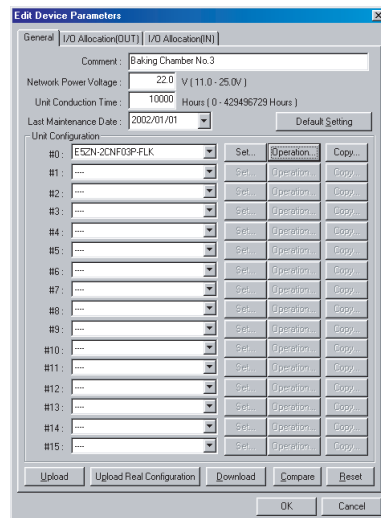 Edit Device Parameters
General I/O Allocation(OUT) I/O Allocation(IN)
Comment : Baking Chamber No.3
Network Power Voltage : 22.0 V ( 11.0 - 25.0V )
Unit Conduction Time : 10000 Hours ( 0 - 429496729 Hours )
Last Maintenance Date : 2002/01/01 Default Setting
Unit Configuration
#0 : E5ZN-2CNF03P-FLK Set... Operation... Copy...
#1 : ---- Set... Operation... Copy...
#2 : ---- Set... Operation... Copy...
#3 : ---- Set... Operation... Copy...
#4 : ---- Set... Operation... Copy...
#5 : ---- Set... Operation... Copy...
#6 : ---- Set... Operation... Copy...
#7 : ---- Set... Operation... Copy...
#8 : ---- Set... Operation... Copy...
#9 : ---- Set... Operation... Copy...
#10 : ---- Set... Operation... Copy...
#11 : ---- Set... Operation... Copy...
#12 : ---- Set... Operation... Copy...
#13 : ---- Set... Operation... Copy...
#14 : ---- Set... Operation... Copy...
#15 : ---- Set... Operation... Copy...
Upload Upload Real Configuration Download Compare Reset
OK Cancel